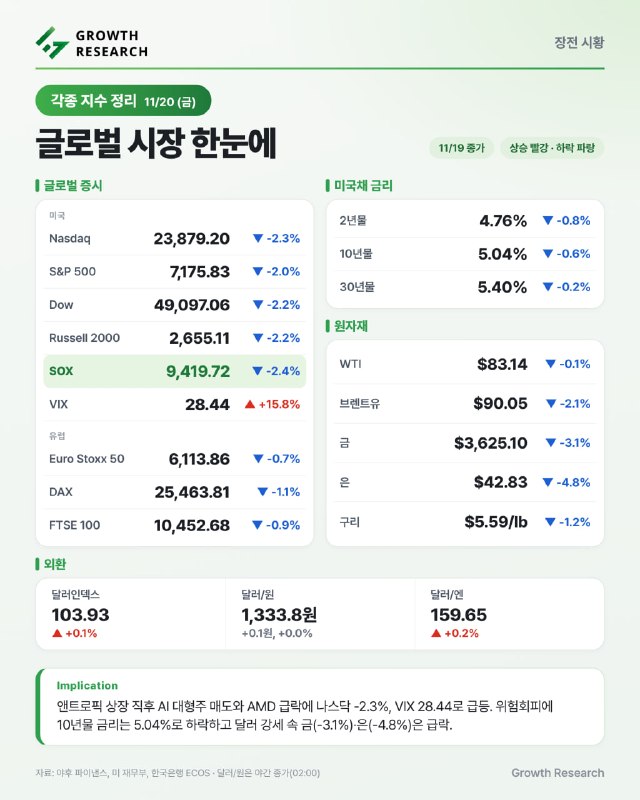 GROWTH
RESEARCH
장전 시황
각종 지수 정리 11/20 (금)
글로벌 시장 한눈에
11/19 종가
상승 빨강 · 하락 파랑
글로벌 증시
미국
Nasdaq 23,879.20 ▼ -2.3%
S&P 500 7,175.83 ▼ -2.0%
Dow 49,097.06 ▼ -2.2%
Russell 2000 2,655.11 ▼ -2.2%
SOX 9,419.72 ▼ -2.4%
VIX 28.44 ▲ +15.8%
유럽
Euro Stoxx 50 6,113.86 ▼ -0.7%
DAX 25,463.81 ▼ -1.1%
FTSE 100 10,452.68 ▼ -0.9%
미국채 금리
2년물 4.76% ▼ -0.8%
10년물 5.04% ▼ -0.6%
30년물 5.40% ▼ -0.2%
원자재
WTI $83.14 ▼ -0.1%
브렌트유 $90.05 ▼ -2.1%
금 $3,625.10 ▼ -3.1%
은 $42.83 ▼ -4.8%
구리 $5.59/lb ▼ -1.2%
외환
달러인덱스
103.93
▲ +0.1%
달러/원
1,333.8원
+0.1원, +0.0%
달러/엔
159.65
▲ +0.2%
Implication
앤트로픽 상장 직후 AI 대형주 매도와 AMD 급락에 나스닥 -2.3%, VIX 28.44로 급등. 위험회피에
10년물 금리는 5.04%로 하락하고 달러 강세 속 금(-3.1%)·은(-4.8%)은 급락.
자료: 야후 파이낸스, 미 재무부, 한국은행 ECOS · 달러/원은 야간 종가(02:00)
Growth Research